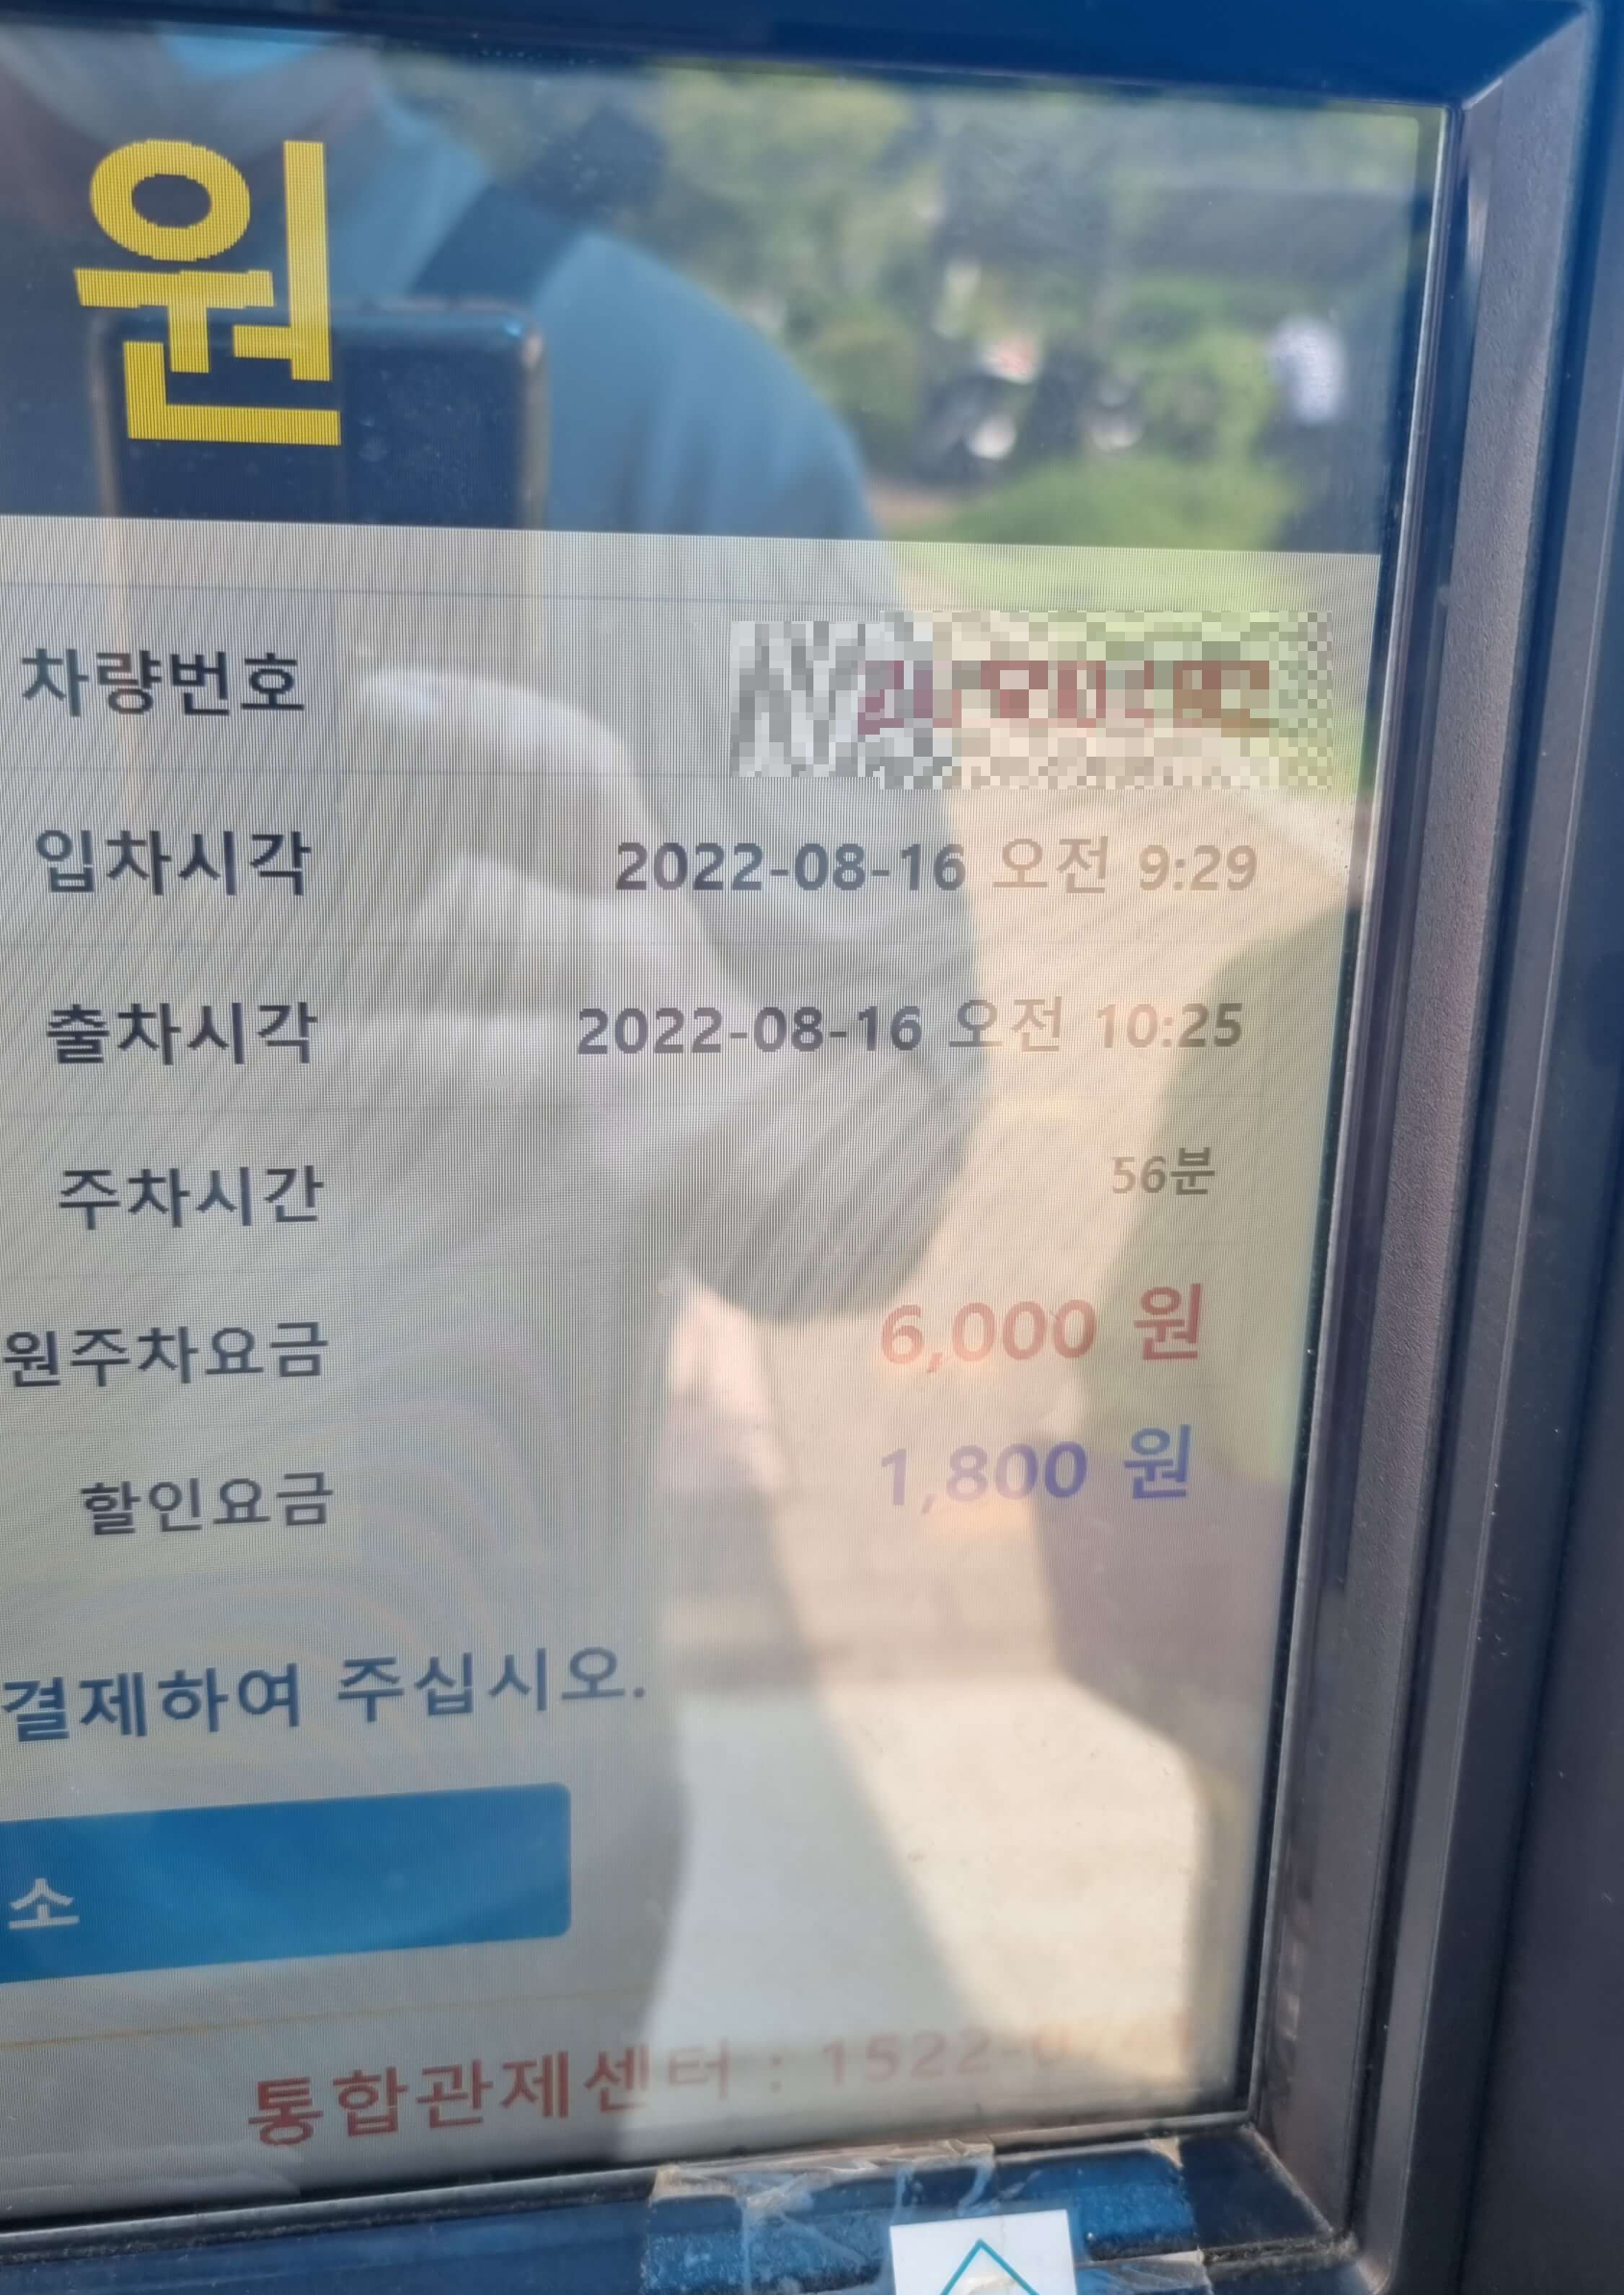 원
차량번호
입차시각 2022-08-16 오전 9:29
출차시각 2022-08-16 오전 10:25
주차시간 56분
원주차요금 6,000 원
할인요금 1,800 원
결제하여 주십시오.
소
통합관제센터 : 1522-